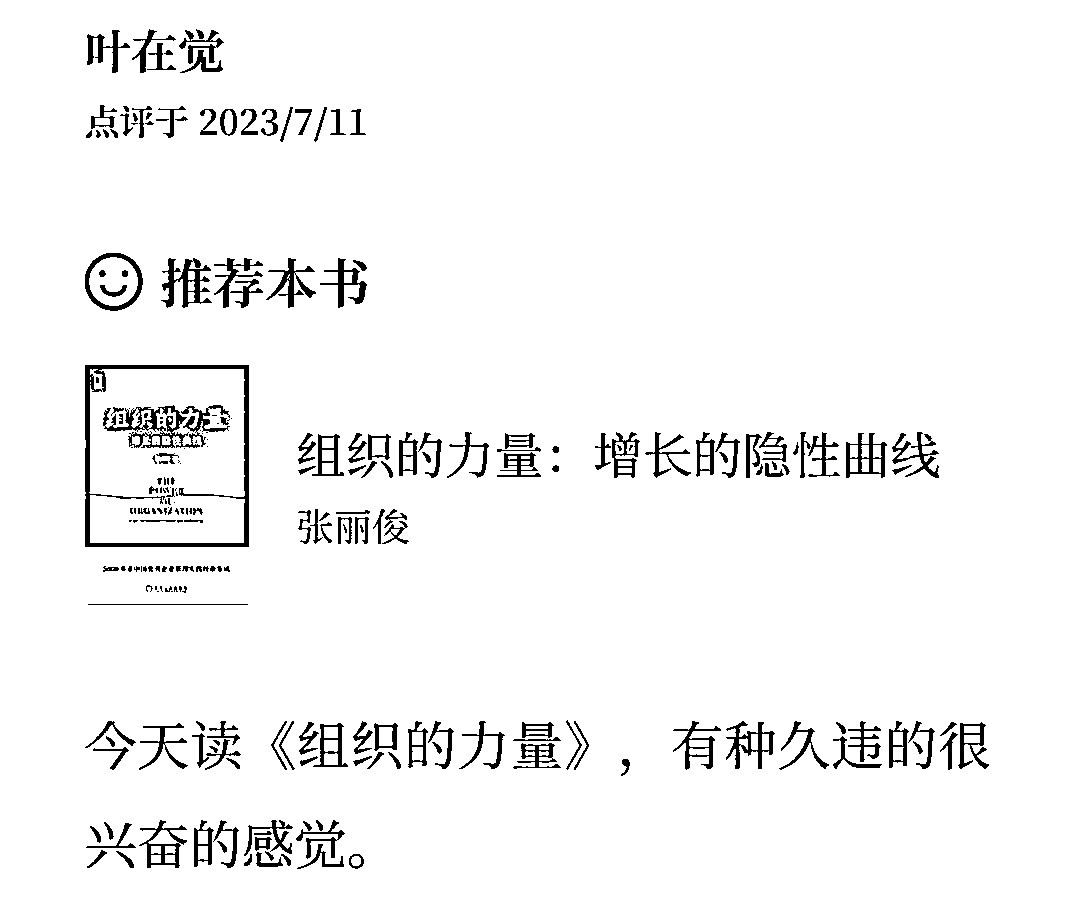 叶在觉
点评于 2023/7/11
推荐本书
组织的力量
THE
POWER
OF
ORGANIZATION
组织的力量：增长的隐性曲线
张丽俊
今天读《组织的力量》，有种久违的很
兴奋的感觉。